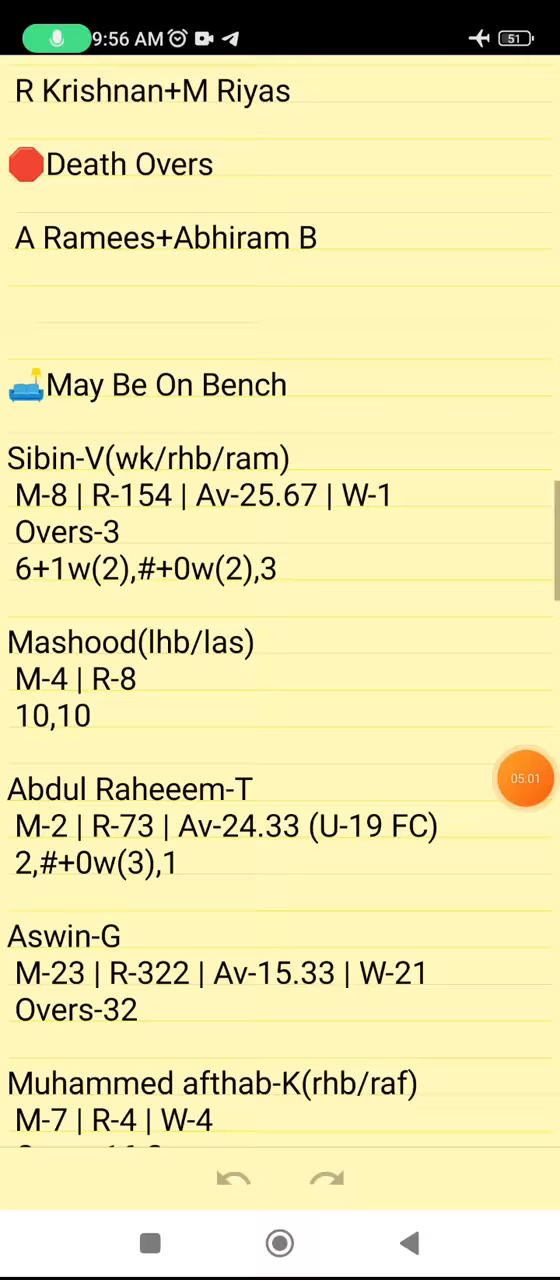 9:56 AM
51
R Krishnan+M Riyas
🛑Death Overs
A Ramees+Abhiram B
🛋️May Be On Bench
Sibin-V(wk/rhb/ram)
M-8 | R-154 | Av-25.67 | W-1
Overs-3
6+1w(2),#+0w(2),3
Mashood(lhb/las)
M-4 | R-8
10,10
05:01
Abdul Raheeem-T
M-2 | R-73 | Av-24.33 (U-19 FC)
2,#+0w(3),1
Aswin-G
M-23 | R-322 | Av-15.33 | W-21
Overs-32
Muhammed afthab-K(rhb/raf)
M-7 | R-4 | W-4